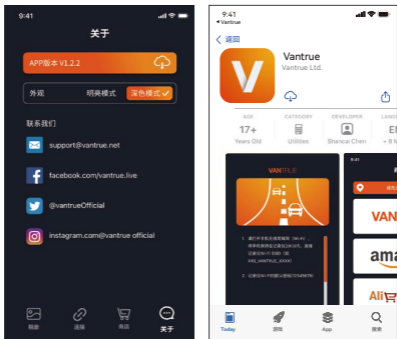 9:41
关于
APP版本 V1.2.2
外观
明亮模式
深色模式
联系我们
support@vantrue.net
facebook.com/vantrue.live
@vantrueOfficial
instagram.com@vantrue official
相册
连接
商店
关于
9:41
Vantrue
返回
Vantrue
Vantrue Ltd.
AGE
CATEGORY
DEVELOPER
17+
Years Old
Utilities
Shancai Chen
VANTRUE
9:41
VAN
ama
Ali
Today
游戏
App
搜索